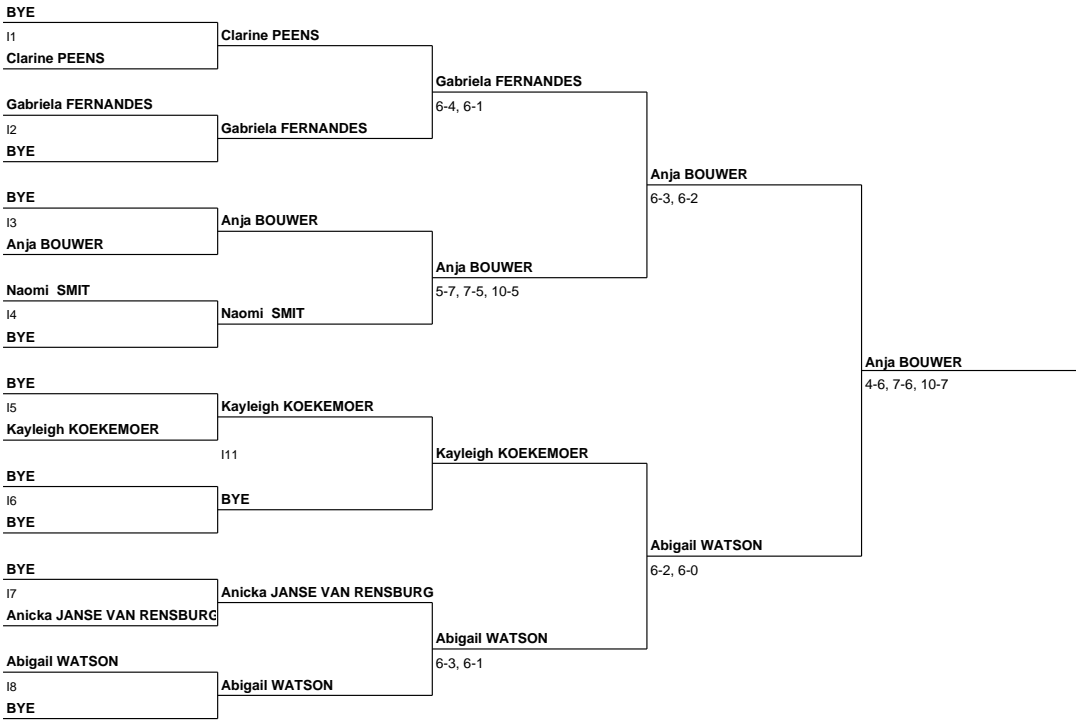 BYE
I1
Clarine PEENS
Gabriela FERNANDES
I2
BYE
BYE
I3
Anja BOUWER
Naomi  SMIT
I4
BYE
BYE
I5
Kayleigh KOEKEMOER
BYE
I6
BYE
BYE
I7
Anicka JANSE VAN RENSBURG
Abigail WATSON
I8
BYE
Clarine PEENS
Gabriela FERNANDES
Anja BOUWER
Naomi  SMIT
Kayleigh KOEKEMOER
I11
BYE
Anicka JANSE VAN RENSBURG
Abigail WATSON
Gabriela FERNANDES
6-4, 6-1
Anja BOUWER
5-7, 7-5, 10-5
Kayleigh KOEKEMOER
Abigail WATSON
6-3, 6-1
Anja BOUWER
6-3, 6-2
Abigail WATSON
6-2, 6-0
Anja BOUWER
4-6, 7-6, 10-7